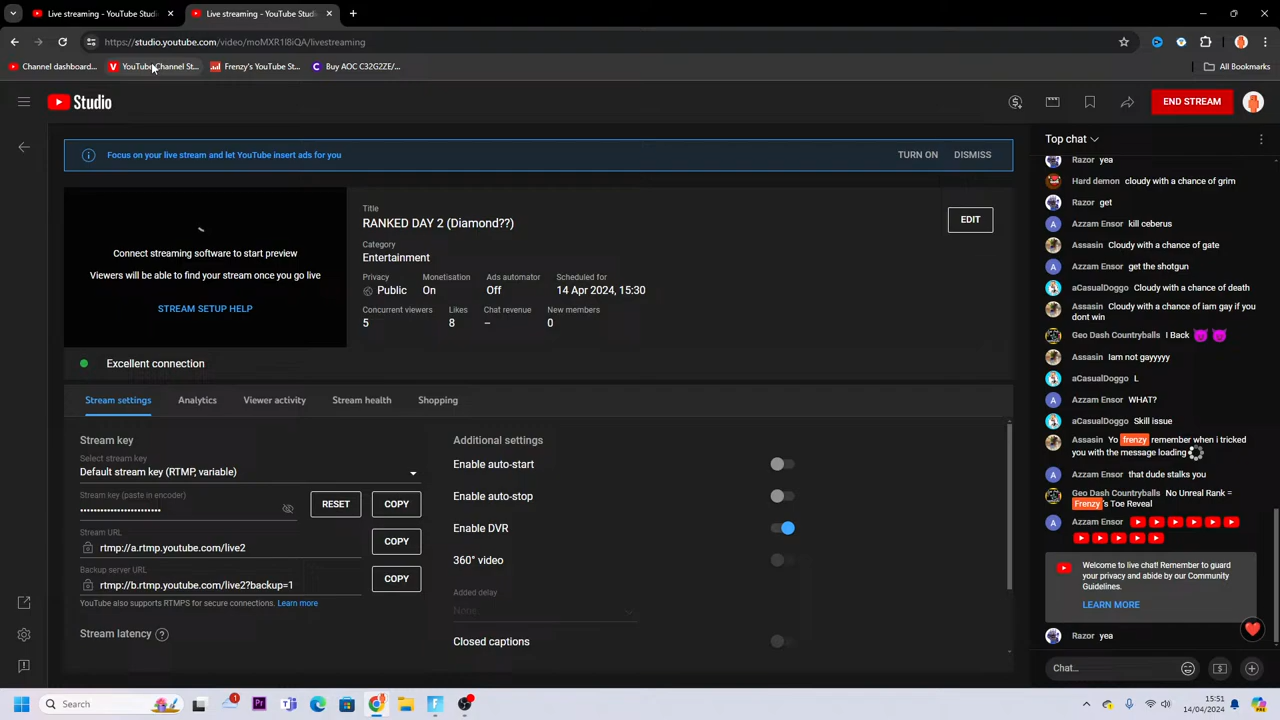 Live streaming - YouTube Studio
Live streaming - YouTube Studio
https://studio.youtube.com/video/moMXR1I8iQA/livestreaming
Channel dashboard...
YouTube Channel St...
Frenzy's YouTube St...
Buy AOC C32G2ZE/...
All Bookmarks
Studio
END STREAM
Focus on your live stream and let YouTube insert ads for you
TURN ON
DISMISS
Connect streaming software to start preview
Viewers will be able to find your stream once you go live
STREAM SETUP HELP
Title
RANKED DAY 2 (Diamond??)
EDIT
Category
Entertainment
Privacy
Monetisation
Ads automator
Scheduled for
Public
On
Off
14 Apr 2024, 15:30
Concurrent viewers
Likes
Chat revenue
New members
5
8
–
0
Excellent connection
Stream settings
Analytics
Viewer activity
Stream health
Shopping
Stream key
Select stream key
Default stream key (RTMP, variable)
Stream key (paste in encoder)
••••••••••••••••••••••••
RESET
COPY
Stream URL
rtmp://a.rtmp.youtube.com/live2
COPY
Backup server URL
rtmp://b.rtmp.youtube.com/live2?backup=1
COPY
YouTube also supports RTMPS for secure connections. Learn more
Stream latency
Additional settings
Enable auto-start
Enable auto-stop
Enable DVR
360° video
Added delay
None
Closed captions
Top chat
Razor yea
Hard demon cloudy with a chance of grim
Razor get
A Azzam Ensor kill ceberus
Assasin Cloudy with a chance of gate
A Azzam Ensor get the shotgun
aCasualDoggo Cloudy with a chance of death
Assasin Cloudy with a chance of iam gay if you
dont win
Geo Dash Countryballs I Back 😈 😈
Assasin Iam not gayyyyy
aCasualDoggo L
A Azzam Ensor WHAT?
aCasualDoggo Skill issue
Assasin Yo frenzy remember when i tricked
you with the message loading
A Azzam Ensor that dude stalks you
Geo Dash Countryballs No Unreal Rank =
Frenzy's Toe Reveal
A Azzam Ensor
Welcome to live chat! Remember to guard
your privacy and abide by our Community
Guidelines.
LEARN MORE
Razor yea
Chat...
Search
1
15:51
14/04/2024